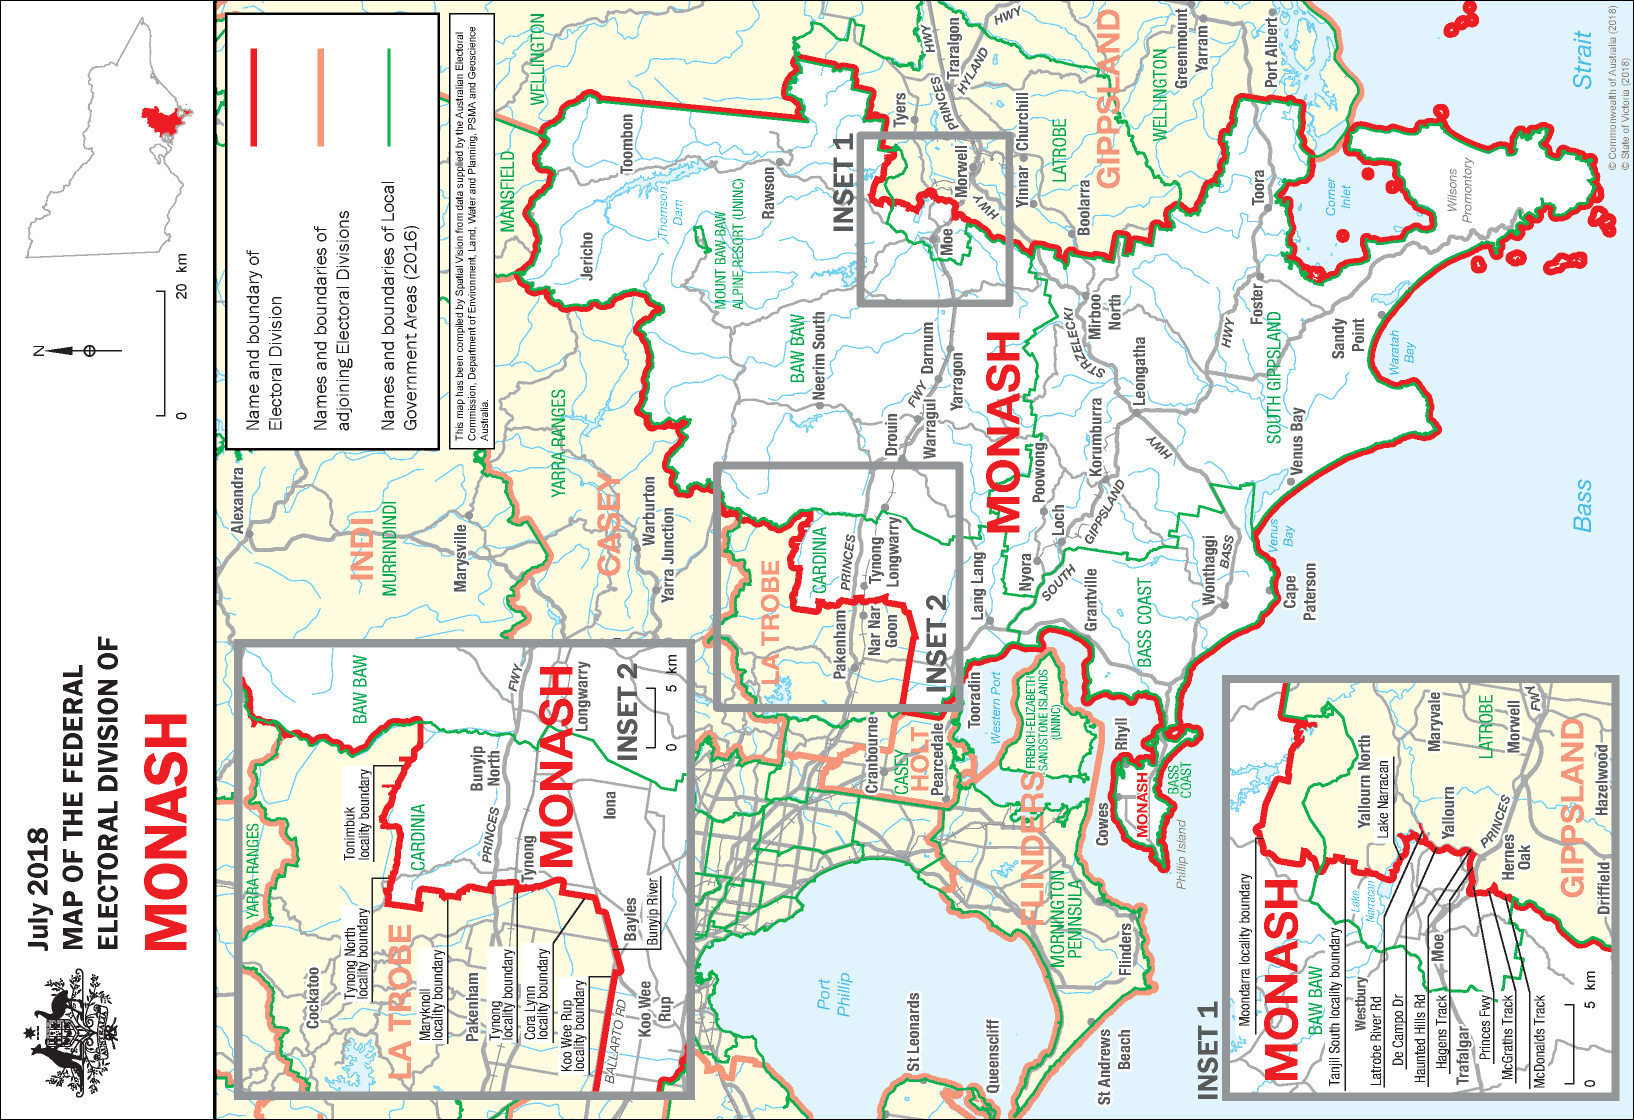 July 2018
MAP OF THE FEDERAL
ELECTORAL DIVISION OF
MONASH
N
0
20
km
Name and boundary of
Electoral Division
Names and boundaries of
adjoining Electoral Divisions
Names and boundaries of Local
Government Areas (2016)
This map has been compiled by Spatial Vision from data supplied by the Australian Electoral
Commission, Department of Environment, Land, Water and Planning, PSMA and Geoscience
Australia.
Alexandra
INDI
MURRINDINDI
Marysville
MANSFIELD
WELLINGTON
YARRA RANGES
CASEY
Warburton
Yarra Junction
Toombon
Jericho
Thomson
Dam
MOUNT BAW BAW
ALPINE RESORT (UNINC)
Rawson
BAW BAW
Neerim South
INSET 1
Tyers
PRINCES
HWY
Traralgon
HYLAND
HWY
GIPPSLAND
WELLINGTON
Greenmount
Yarram
Port Albert
Churchill
LATROBE
Morwell
Yinnar
HWY
Moe
Boolarra
Darnum
FWY
Yarragon
Drouin
Warragul
MONASH
LA TROBE
CARDINIA
PRINCES
Tynong
Longwarry
Pakenham
Nar Nar
Goon
INSET 2
Lang Lang
Nyora
Poowong
Loch
Korumburra
SOUTH
GIPPSLAND
HWY
STRZELECKI
Mirboo
North
Leongatha
HWY
Foster
Toora
Corner
Inlet
Wilsons
Promontory
SOUTH GIPPSLAND
Sandy
Point
Waratah
Bay
Venus Bay
Venus
Bay
Cape
Paterson
Wonthaggi
BASS
BASS COAST
Grantville
Tooradin
Western Port
FRENCH-ELIZABETH-
SANDSTONE ISLANDS
(UNINC)
Cranbourne
CASEY
HOLT
Pearcedale
FLINDERS
Rhyll
Cowes
MONASH
BASS
COAST
Phillip Island
MORNINGTON
PENINSULA
Flinders
Port
Phillip
St Leonards
Queenscliff
St Andrews
Beach
Bass
Strait
© Commonwealth of Australia (2018)
© State of Victoria (2018)
YARRA RANGES
BAW BAW
FWY
MONASH
Longwarry
INSET 2
0
5
km
Tonimbuk
locality boundary
CARDINIA
Bunyip
North
PRINCES
Tynong
Iona
Cockatoo
Tynong North
locality boundary
LA TROBE
Maryknoll
locality boundary
Pakenham
Tynong
locality boundary
Cora Lynn
locality boundary
Koo Wee Rup
locality boundary
Bayles
Bunyip River
BALLARTO RD
Koo Wee
Rup
INSET 1
Moondarra locality boundary
MONASH
BAW BAW
Tanjil South locality boundary
Westbury
Latrobe River Rd
De Campo Dr
Haunted Hills Rd
Hagens Track
Trafalgar
Princes Fwy
McGraths Track
McDonalds Track
0
5
km
Lake
Narracan
Moe
Yallourn North
Lake Narracan
Yallourn
Maryvale
LATROBE
Morwell
FWY
PRINCES
Hernes
Oak
GIPPSLAND
Hazelwood
Driffield